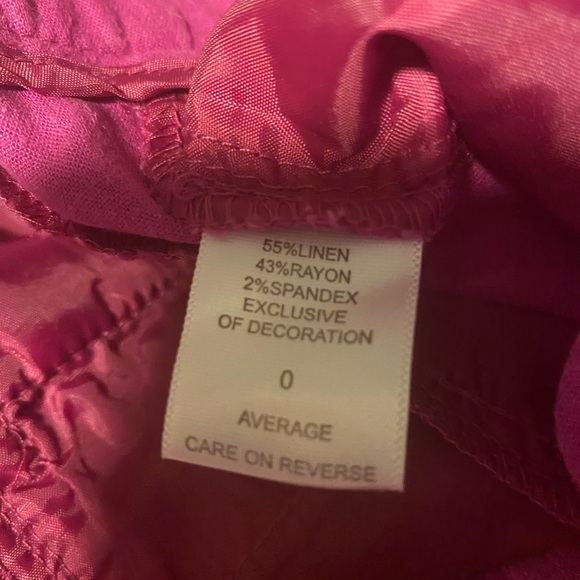 55%LINEN
43%RAYON
2%SPANDEX
EXCLUSIVE
OF DECORATION
0
AVERAGE
CARE ON REVERSE